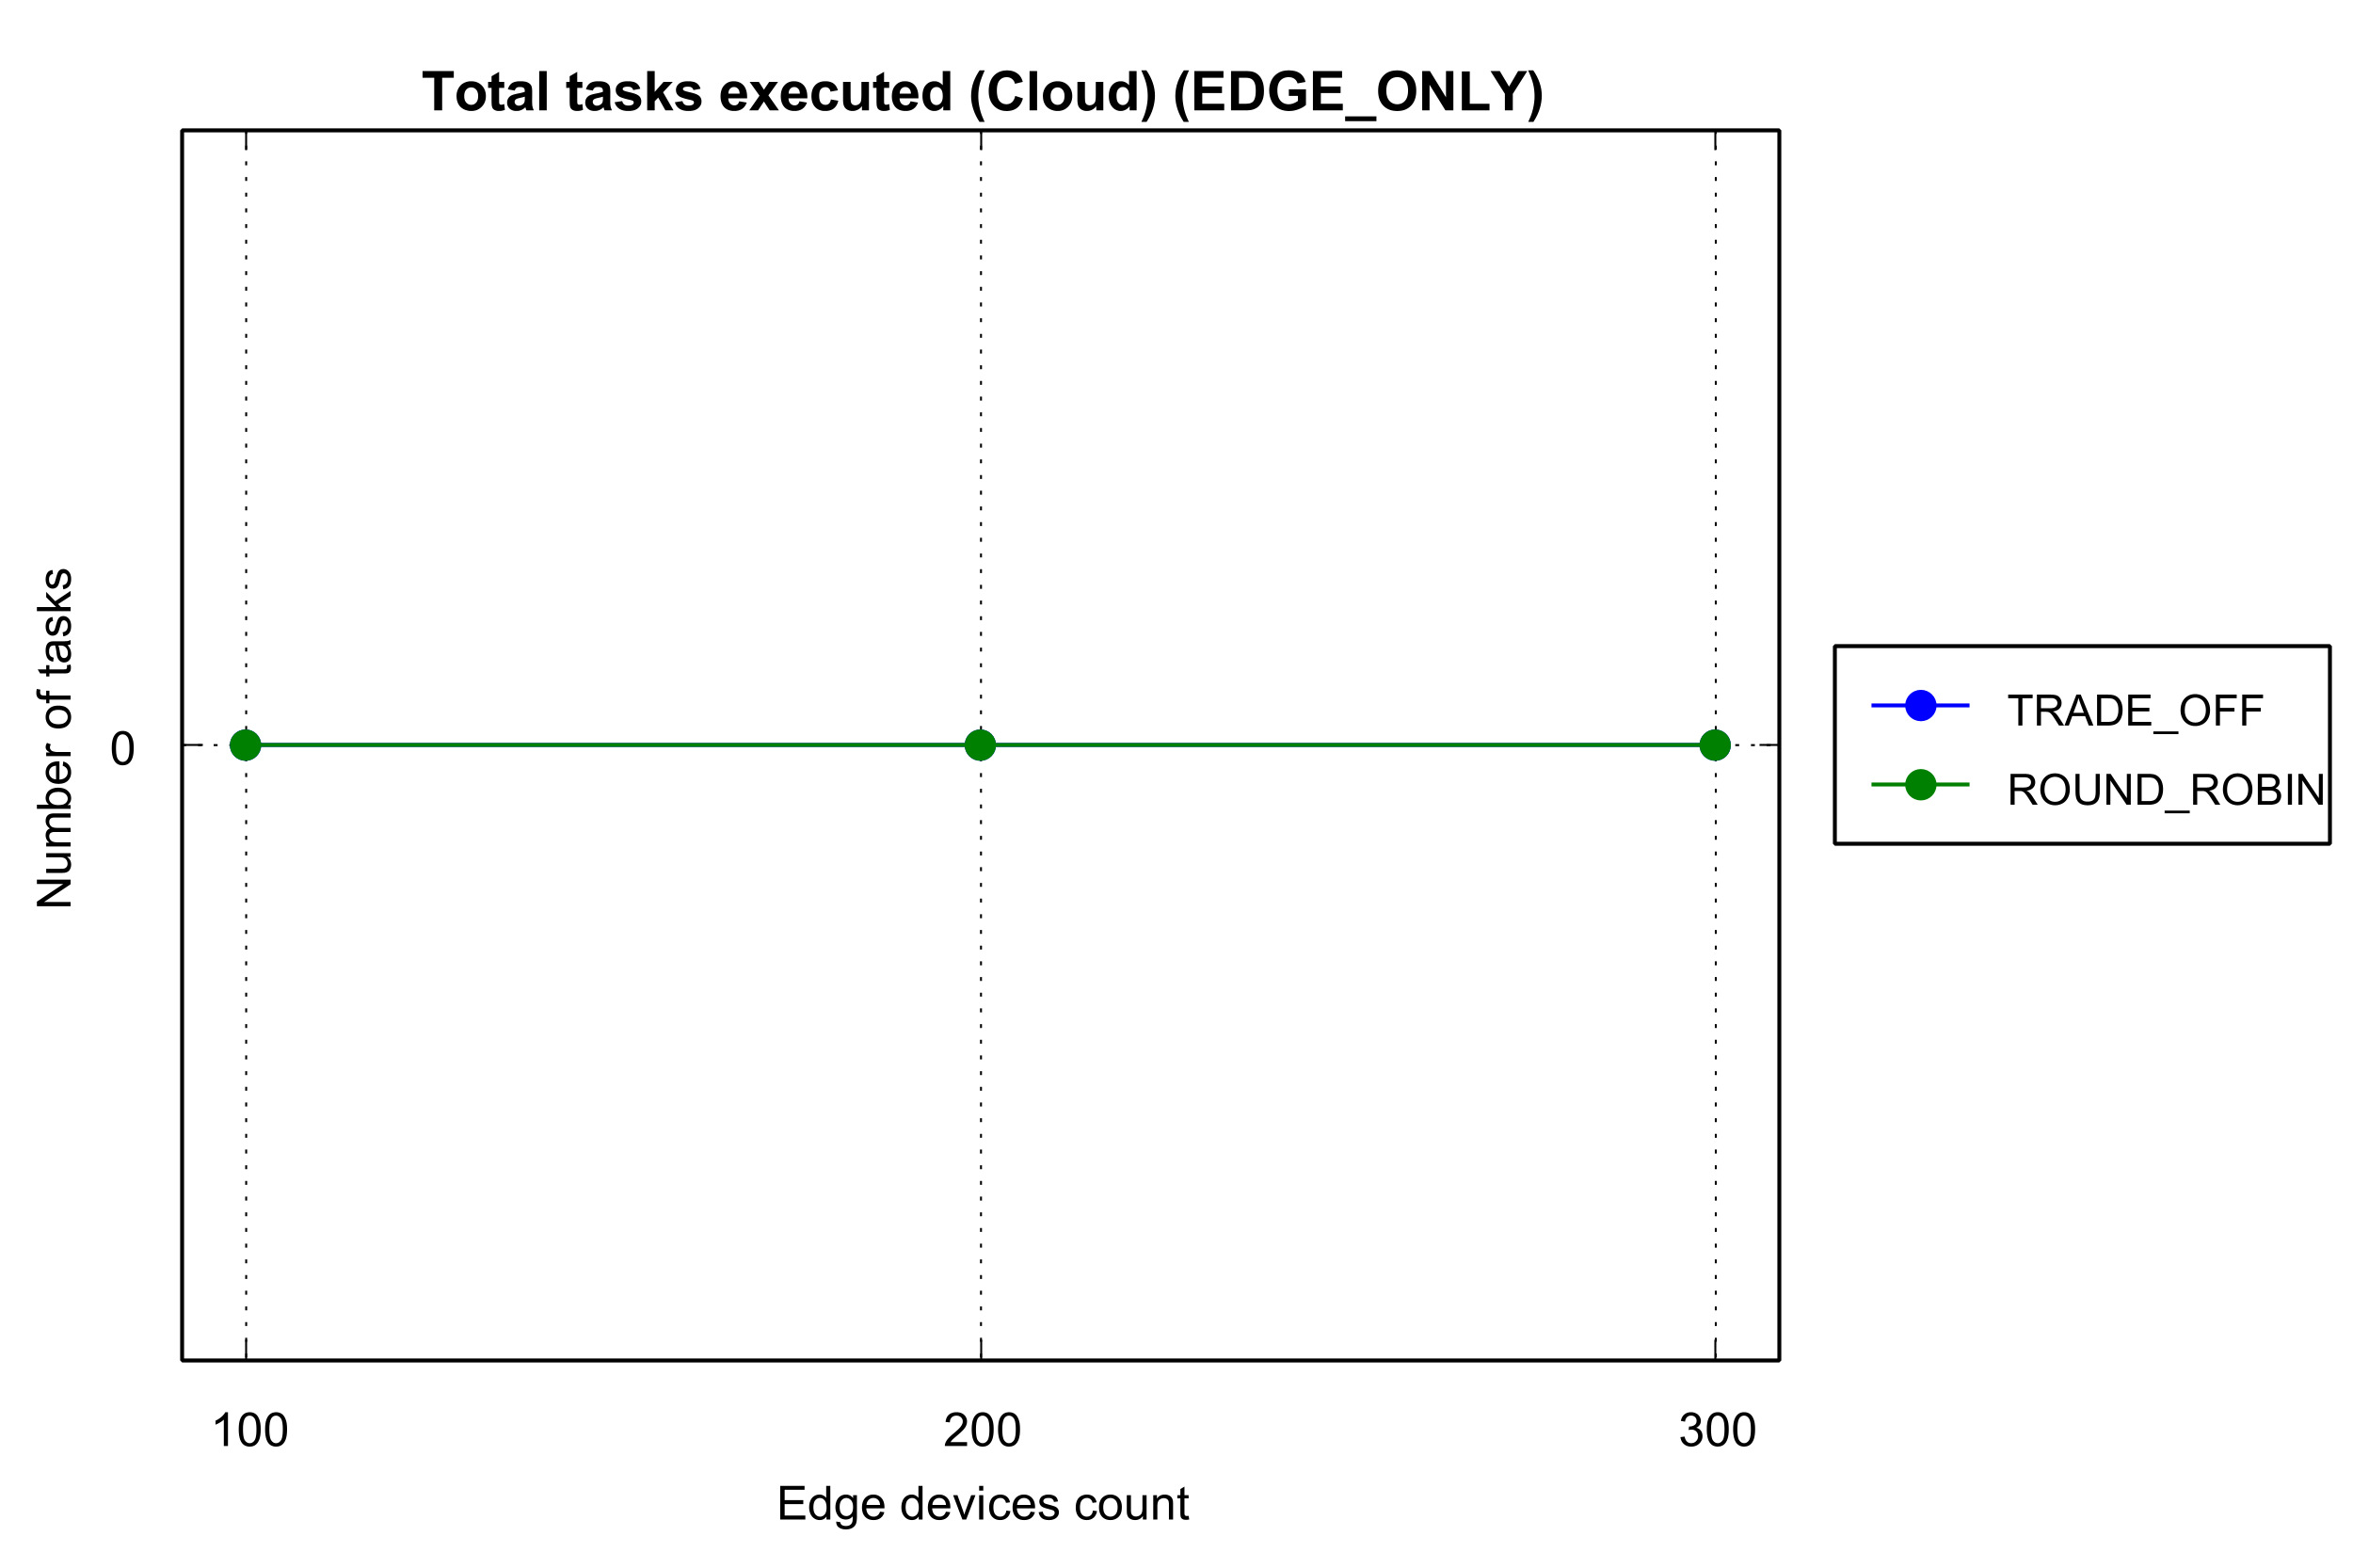 Total tasks executed (Cloud) (EDGE_ONLY)
Number of tasks
0
TRADE_OFF
ROUND_ROBIN
100 200 300
Edge devices count